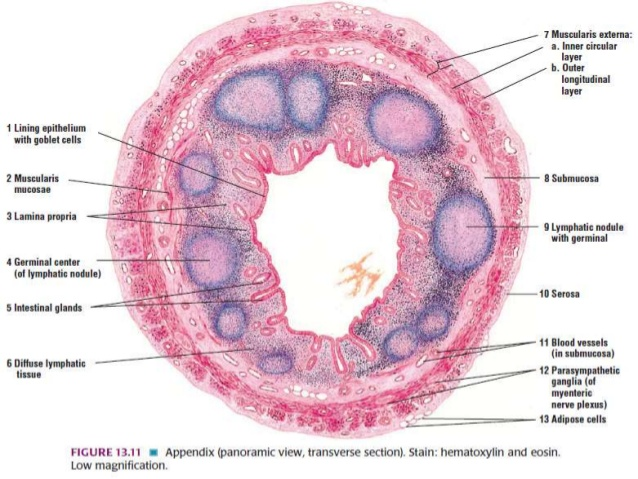 1 Lining epithelium
with goblet cells
2 Muscularis
mucosae
3 Lamina propria
4 Germinal center
(of lymphatic nodule)
5 Intestinal glands
6 Diffuse lymphatic
tissue
7 Muscularis externa:
a. Inner circular
layer
b. Outer
longitudinal
layer
8 Submucosa
9 Lymphatic nodule
with germinal
10 Serosa
11 Blood vessels
(in submucosa)
12 Parasympathetic
ganglia (of
myenteric
nerve plexus)
13 Adipose cells
FIGURE 13.11 ■ Appendix (panoramic view, transverse section). Stain: hematoxylin and eosin.
Low magnification.